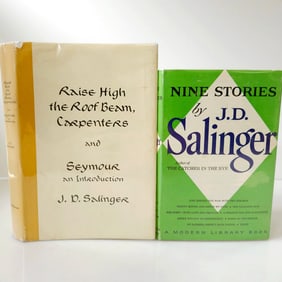 Raise High
the Roof Beam,
Carpenters
and
Seymour
an Introduction
J. D. Salinger
NINE STORIES
by J.D.
Salinger
Author of
THE CATCHER IN THE RYE
A MODERN LIBRARY BOOK